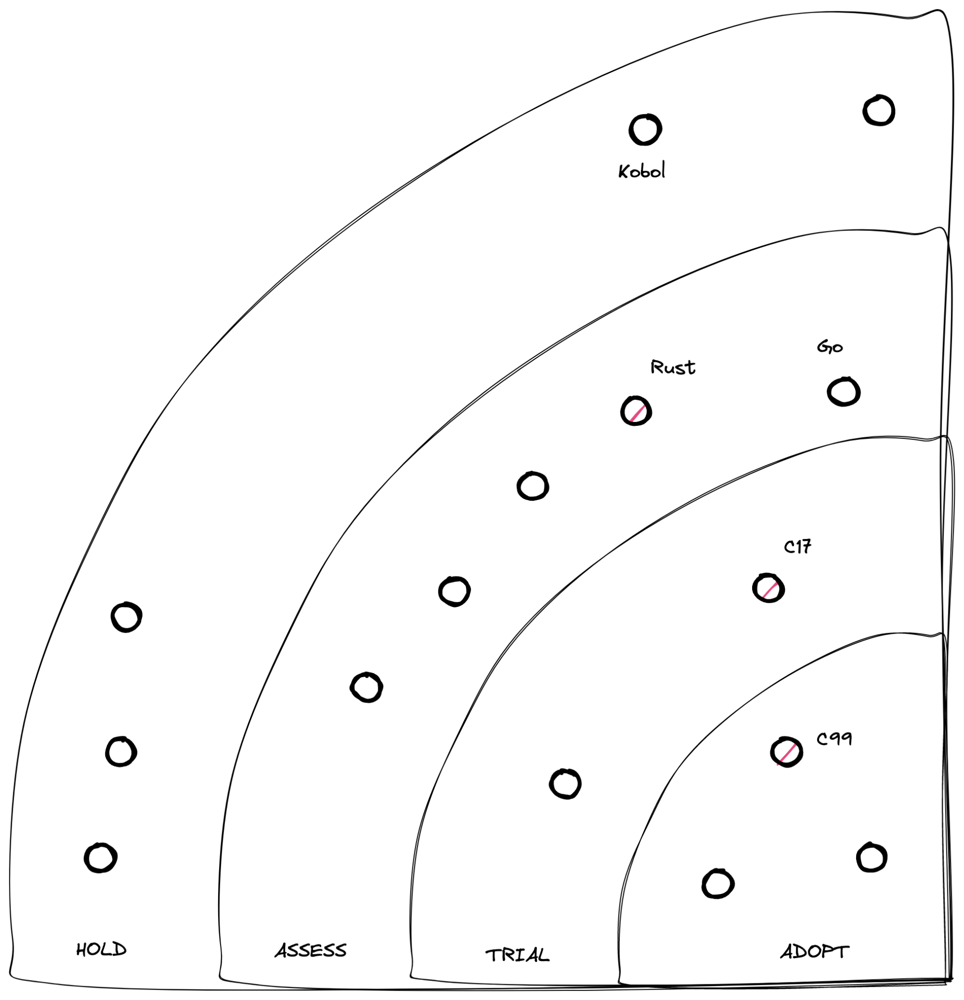 Kobol
Go
Rust
C17
C99
HOLD
ASSESS
TRIAL
ADOPT